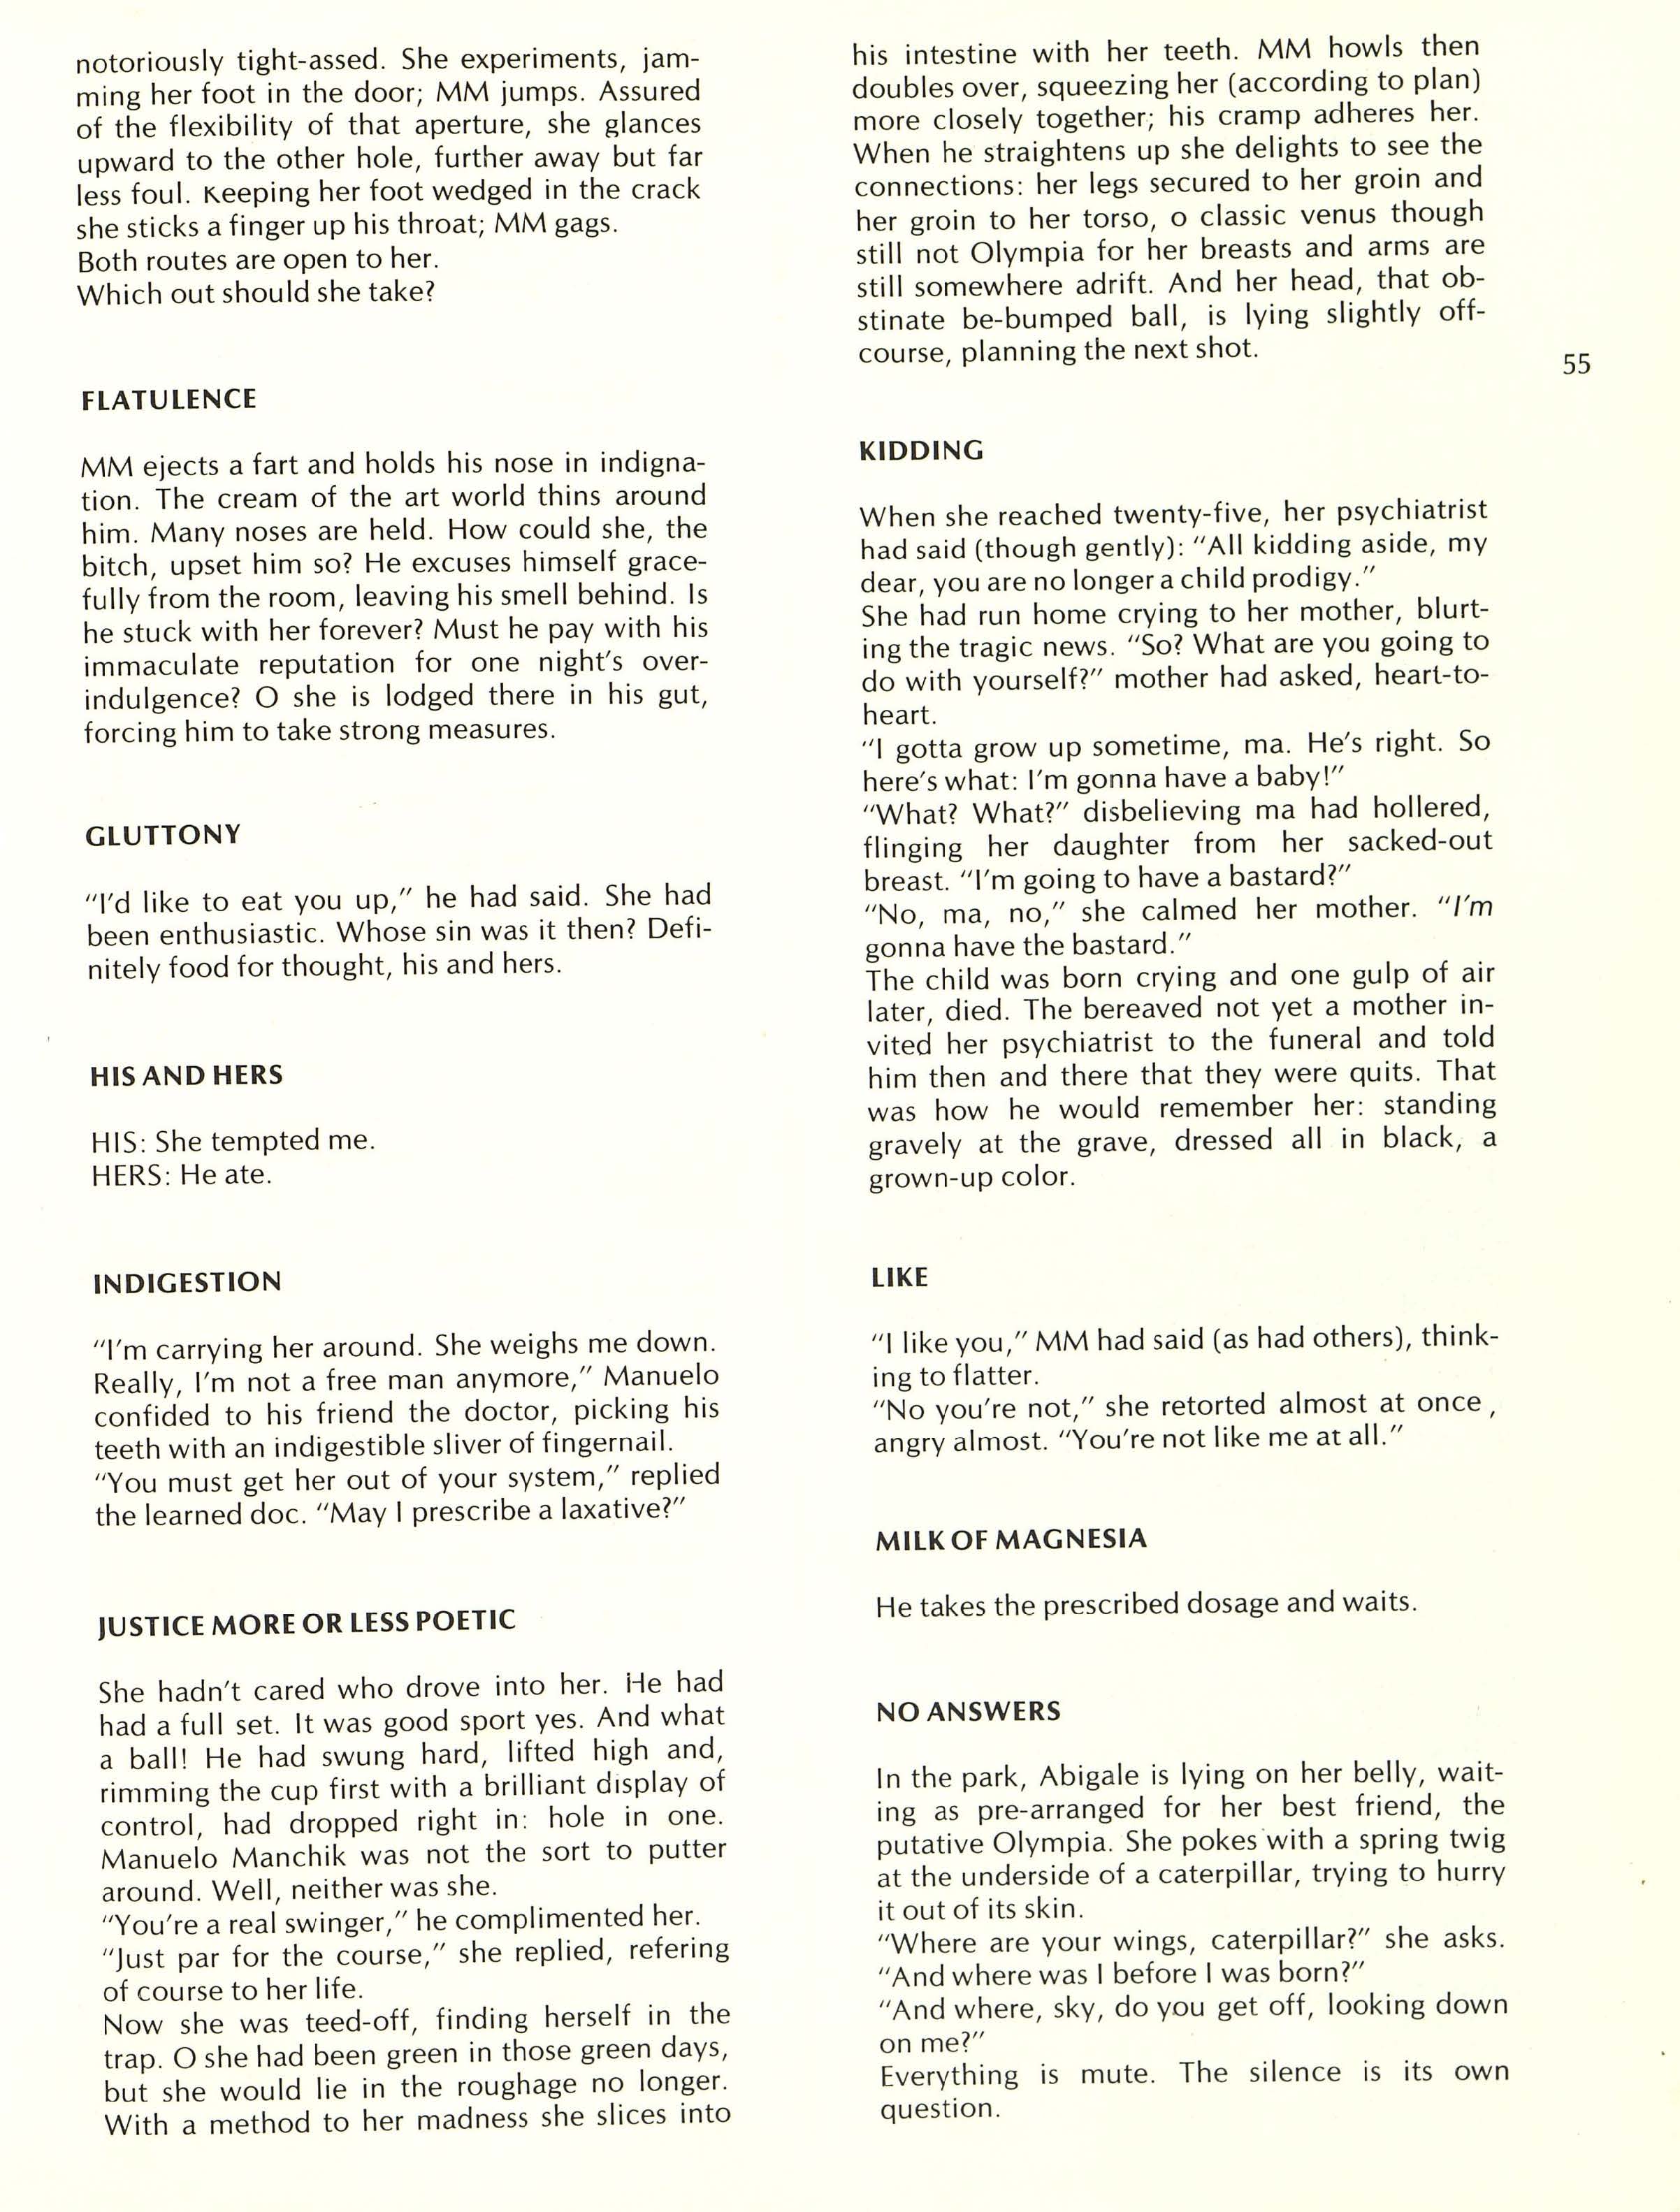 notoriously tight-assed. She experiments, jam-
ming her foot in the door; MM jumps. Assured
of the flexibility of that aperture, she glances
upward to the other hole, further away but far
less foul. Keeping her foot wedged in the crack
she sticks a finger up his throat; MM gags.
Both routes are open to her.
Which out should she take?
FLATULENCE
MM ejects a fart and holds his nose in indigna-
tion. The cream of the art world thins around
him. Many noses are held. How could she, the
bitch, upset him so? He excuses himself grace-
fully from the room, leaving his smell behind. Is
he stuck with her forever? Must he pay with his
immaculate reputation for one night's over-
indulgence? O she is lodged there in his gut,
forcing him to take strong measures.
GLUTTONY
"I'd like to eat you up," he had said. She had
been enthusiastic. Whose sin was it then? Defi-
nitely food for thought, his and hers.
HIS AND HERS
HIS: She tempted me.
HERS: He ate.
INDIGESTION
"I'm carrying her around. She weighs me down.
Really, I'm not a free man anymore," Manuelo
confided to his friend the doctor, picking his
teeth with an indigestible sliver of fingernail.
"You must get her out of your system," replied
the learned doc. "May I prescribe a laxative?"
JUSTICE MORE OR LESS POETIC
She hadn't cared who drove into her. He had
had a full set. It was good sport yes. And what
a ball! He had swung hard, lifted high and,
rimming the cup first with a brilliant display of
control, had dropped right in: hole in one.
Manuelo Manchik was not the sort to putter
around. Well, neither was she.
"You're a real swinger," he complimented her.
"Just par for the course," she replied, refering
of course to her life.
Now she was teed-off, finding herself in the
trap. O she had been green in those green days,
but she would lie in the roughage no longer.
With a method to her madness she slices into
his intestine with her teeth. MM howls then
doubles over, squeezing her (according to plan)
more closely together; his cramp adheres her.
When he straightens up she delights to see the
connections: her legs secured to her groin and
her groin to her torso, o classic venus though
still not Olympia for her breasts and arms are
still somewhere adrift. And her head, that ob-
stinate be-bumped ball, is lying slightly off-
course, planning the next shot.
55
KIDDING
When she reached twenty-five, her psychiatrist
had said (though gently): "All kidding aside, my
dear, you are no longer a child prodigy."
She had run home crying to her mother, blurt-
ing the tragic news. "So? What are you going to
do with yourself?" mother had asked, heart-to-
heart.
"I gotta grow up sometime, ma. He's right. So
here's what: I'm gonna have a baby!"
"What? What?" disbelieving ma had hollered,
flinging her daughter from her sacked-out
breast. "I'm going to have a bastard?"
"No, ma, no," she calmed her mother. "I'm
gonna have the bastard."
The child was born crying and one gulp of air
later, died. The bereaved not yet a mother in-
vited her psychiatrist to the funeral and told
him then and there that they were quits. That
was how he would remember her: standing
gravely at the grave, dressed all in black, a
grown-up color.
LIKE
"I like you," MM had said (as had others), think-
ing to flatter.
"No you're not," she retorted almost at once ,
angry almost. "You're not like me at all."
MILK OF MAGNESIA
He takes the prescribed dosage and waits.
NO ANSWERS
In the park, Abigale is lying on her belly, wait-
ing as pre-arranged for her best friend, the
putative Olympia. She pokes with a spring twig
at the underside of a caterpillar, trying to hurry
it out of its skin.
"Where are your wings, caterpillar?" she asks.
"And where was I before I was born?"
"And where, sky, do you get off, looking down
on me?"
Everything is mute. The silence is its own
question.